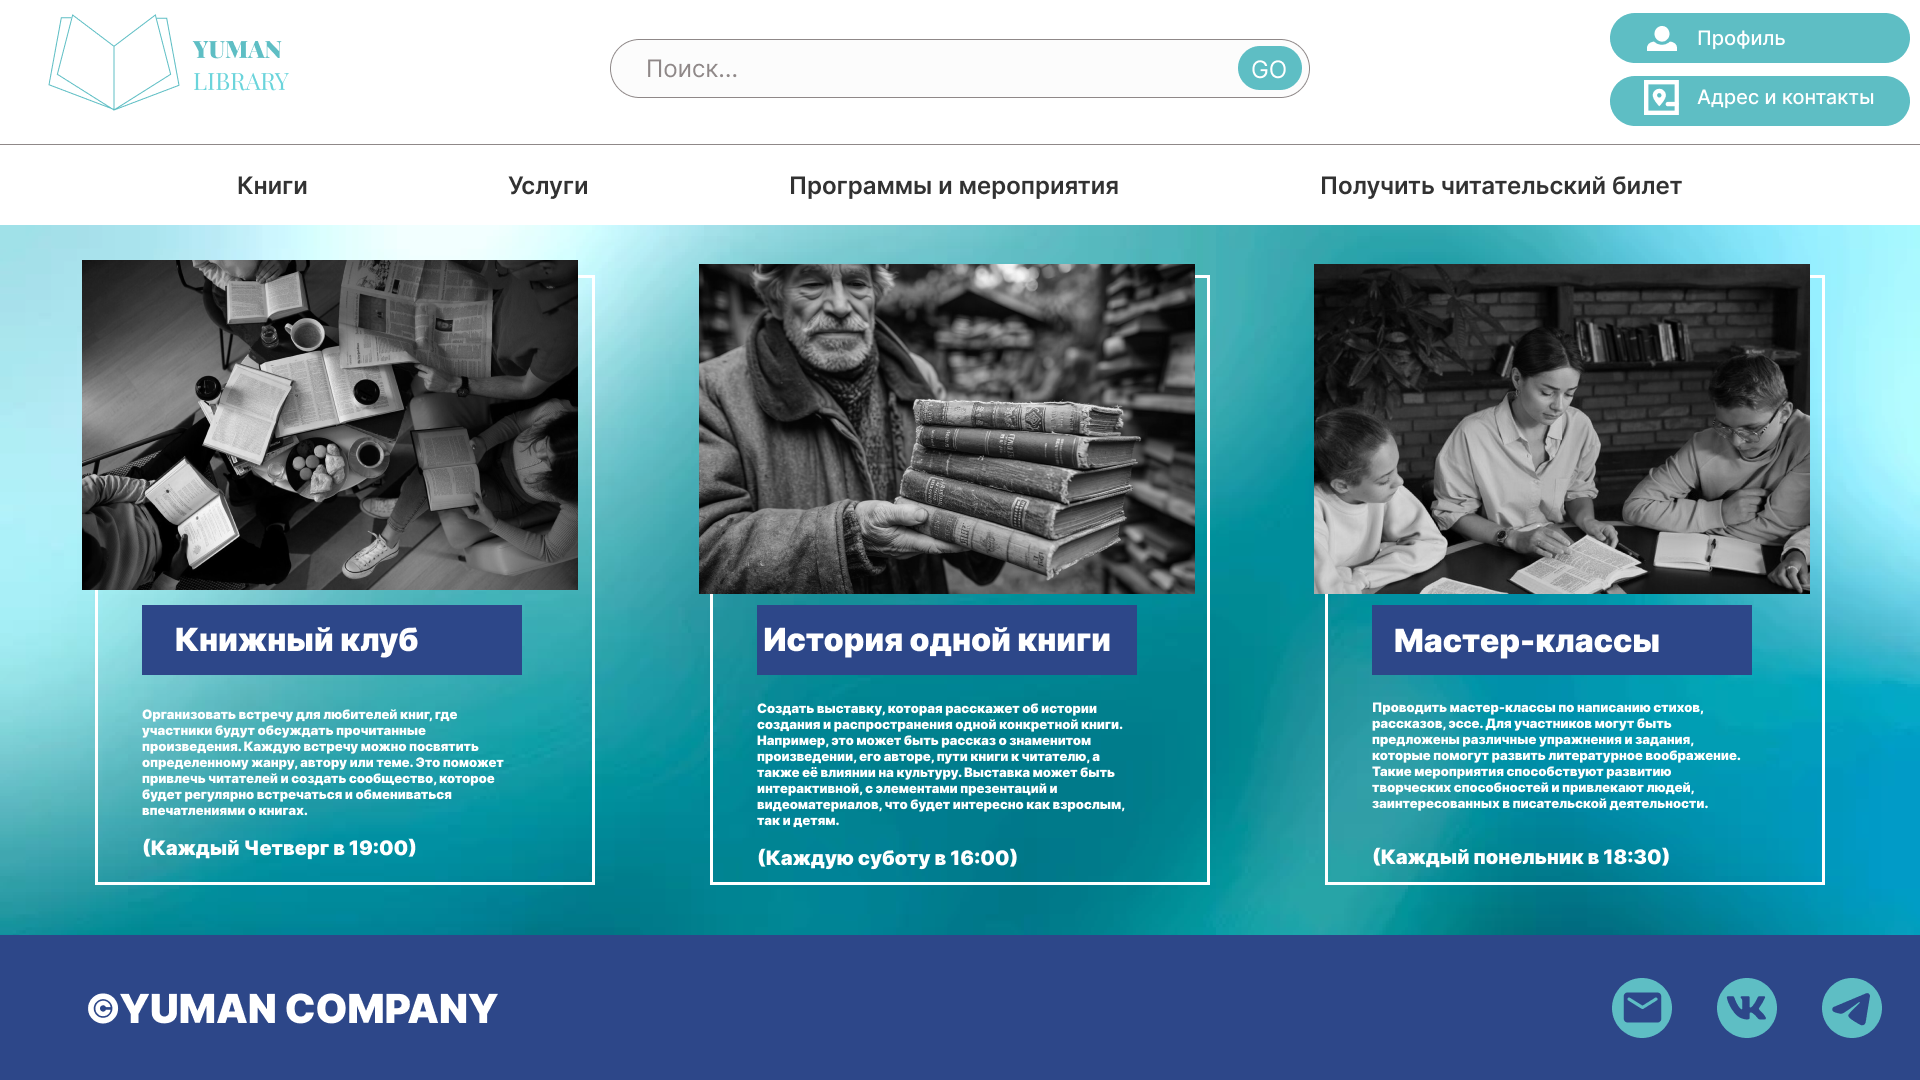 YUMAN
LIBRARY
Поиск...
GO
Профиль
Адрес и контакты
Книги
Услуги
Программы и мероприятия
Получить читательский билет
Книжный клуб
Организовать встречу для любителей книг, где
участники будут обсуждать прочитанные
произведения. Каждую встречу можно посвятить
определенному жанру, автору или теме. Это поможет
привлечь читателей и создать сообщество, которое
будет регулярно встречаться и обмениваться
впечатлениями о книгах.
(Каждый Четверг в 19:00)
История одной книги
Создать выставку, которая расскажет об истории
создания и распространения одной конкретной книги.
Например, это может быть рассказ о знаменитом
произведении, его авторе, пути книги к читателю, а
также её влиянии на культуру. Выставка может быть
интерактивной, с элементами презентаций и
видеоматериалов, что будет интересно как взрослым,
так и детям.
(Каждую субботу в 16:00)
Мастер-классы
Проводить мастер-классы по написанию стихов,
рассказов, эссе. Для участников могут быть
предложены различные упражнения и задания,
которые помогут развить литературное воображение.
Такие мероприятия способствуют развитию
творческих способностей и привлекают людей,
заинтересованных в писательской деятельности.
(Каждый понельник в 18:30)
©YUMAN COMPANY